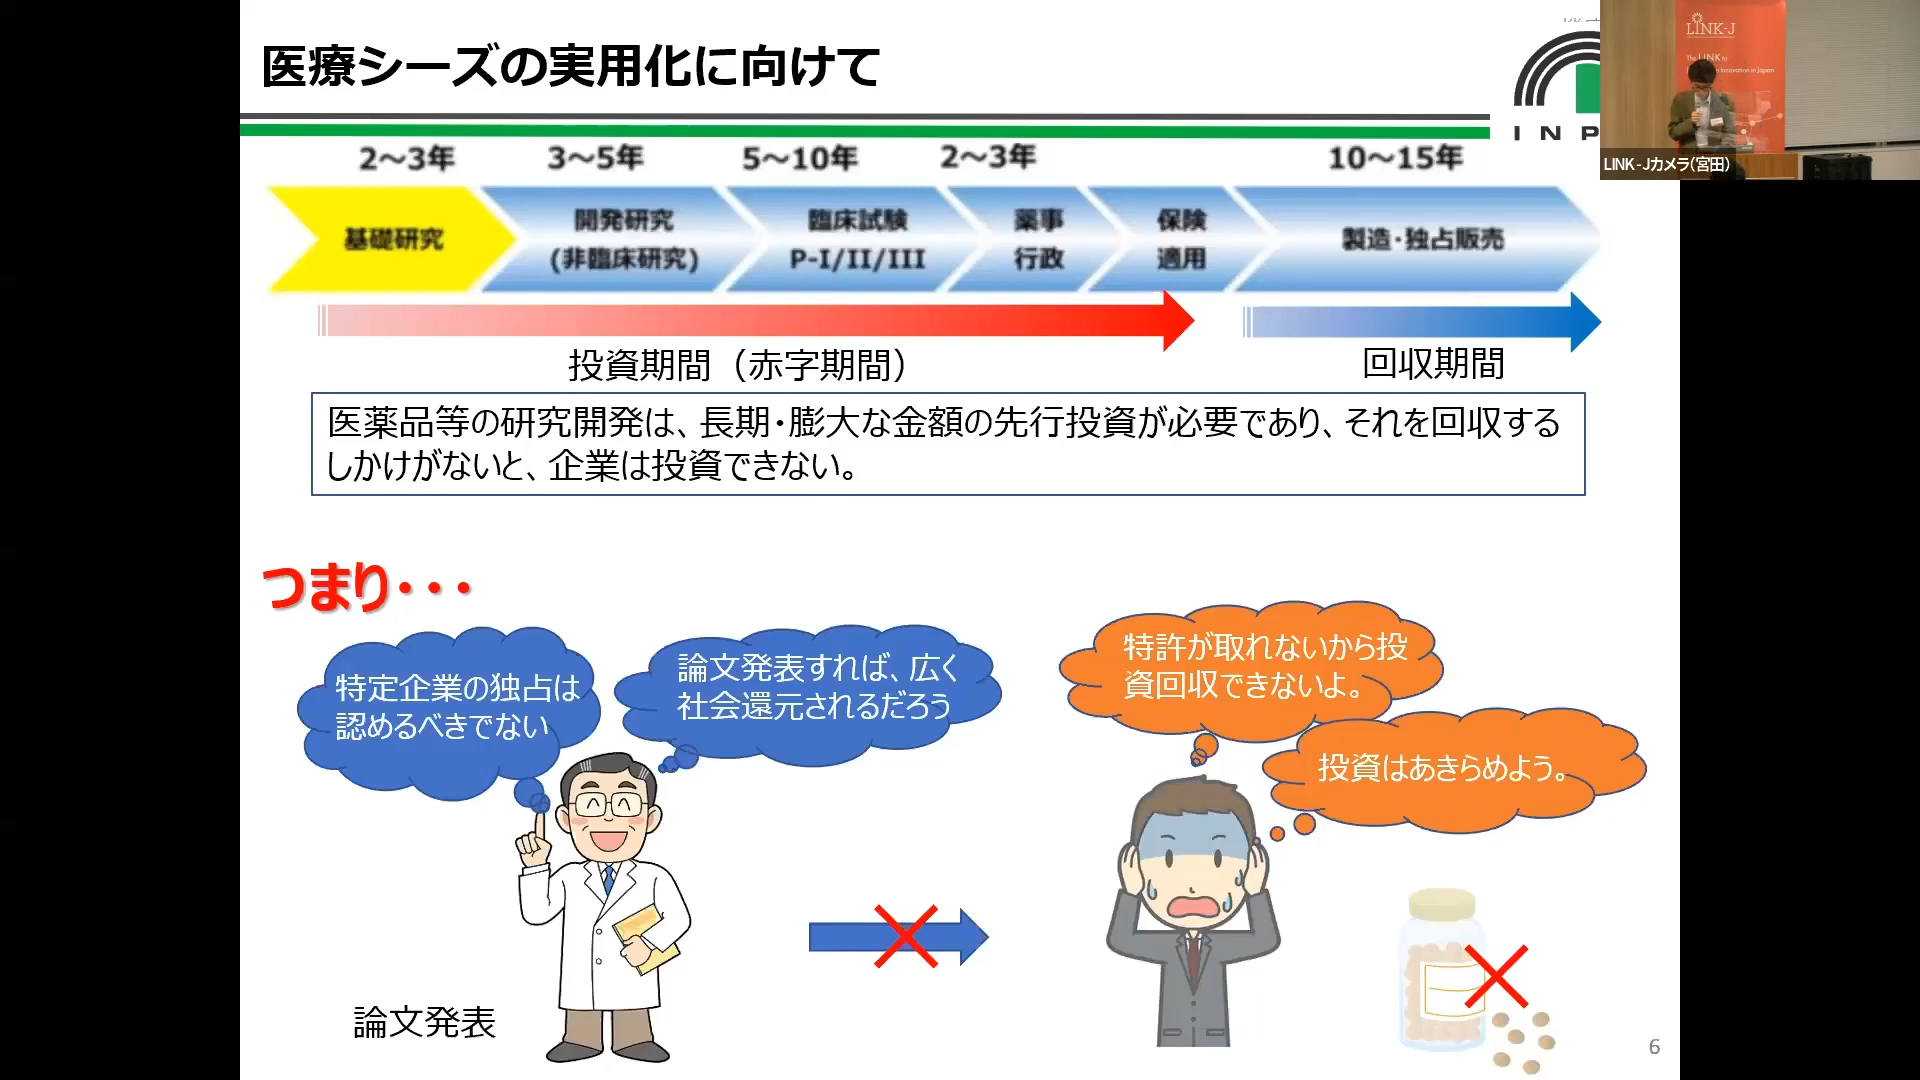 医療シーズの実用化に向けて
INP
LINK-J
The LINK to
Innovation in Japan
LINK-Jカメラ(宮田)
2～3年
3～5年
5～10年
2～3年
10～15年
基礎研究
開発研究
(非臨床研究)
臨床試験
P-I/II/III
薬事
行政
保険
適用
製造・独占販売
投資期間（赤字期間）
回収期間
医薬品等の研究開発は、長期・膨大な金額の先行投資が必要であり、それを回収する
しかけがないと、企業は投資できない。
つまり・・・
特定企業の独占は
認めるべきでない
論文発表すれば、広く
社会還元されるだろう
特許が取れないから投
資回収できないよ。
投資はあきらめよう。
論文発表
6